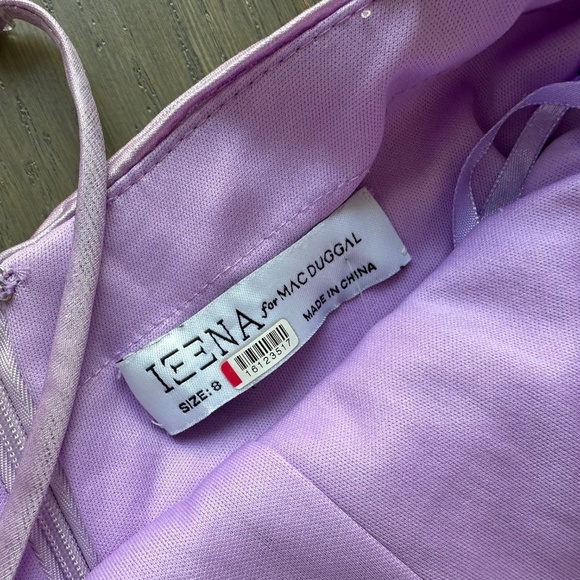 IEENA for MAC DUGGAL
SIZE: 8
MADE IN CHINA
16123517